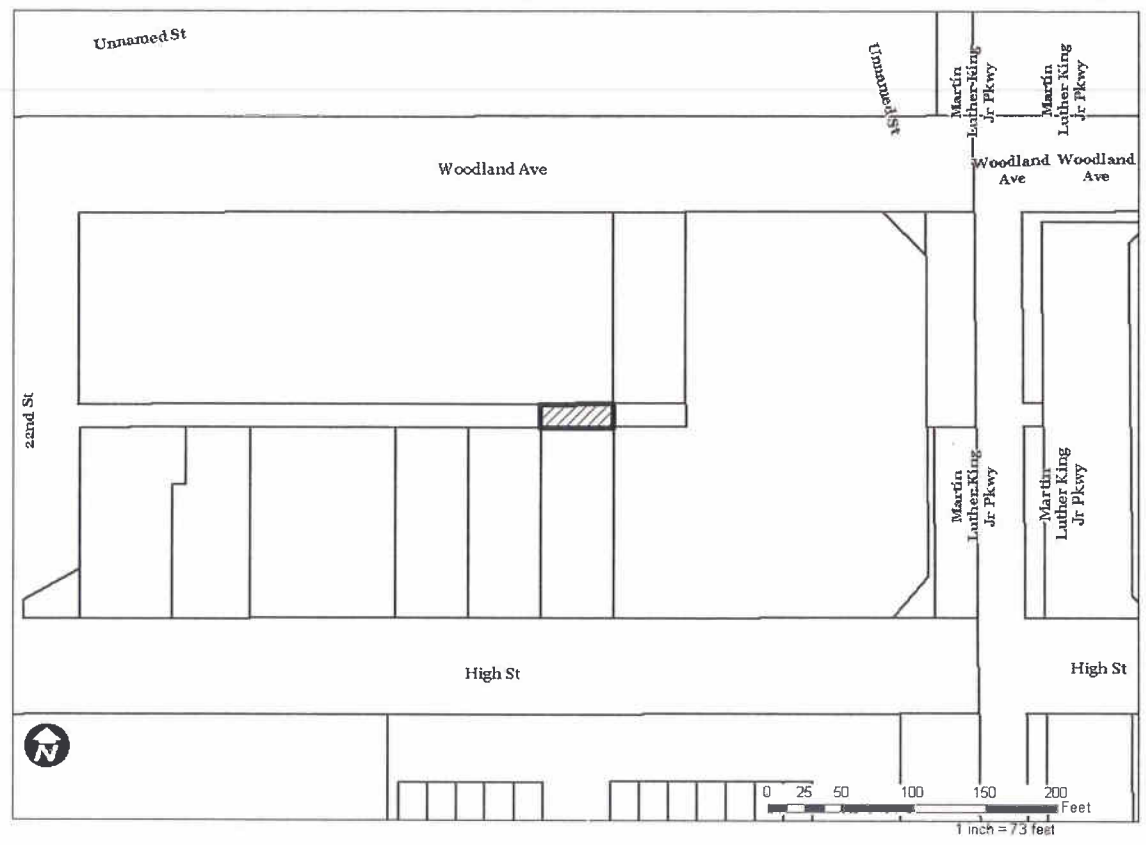 Unnamed St
Unnamed St
Martin
Luther King
Jr Pkwy
Martin
Luther King
Jr Pkwy
Woodland Ave
Woodland
Ave
Woodland
Ave
22nd St
Martin
Luther King
Jr Pkwy
Martin
Luther King
Jr Pkwy
High St
High St
N
0 25 50 100 150 200
Feet
1 inch = 73 feet